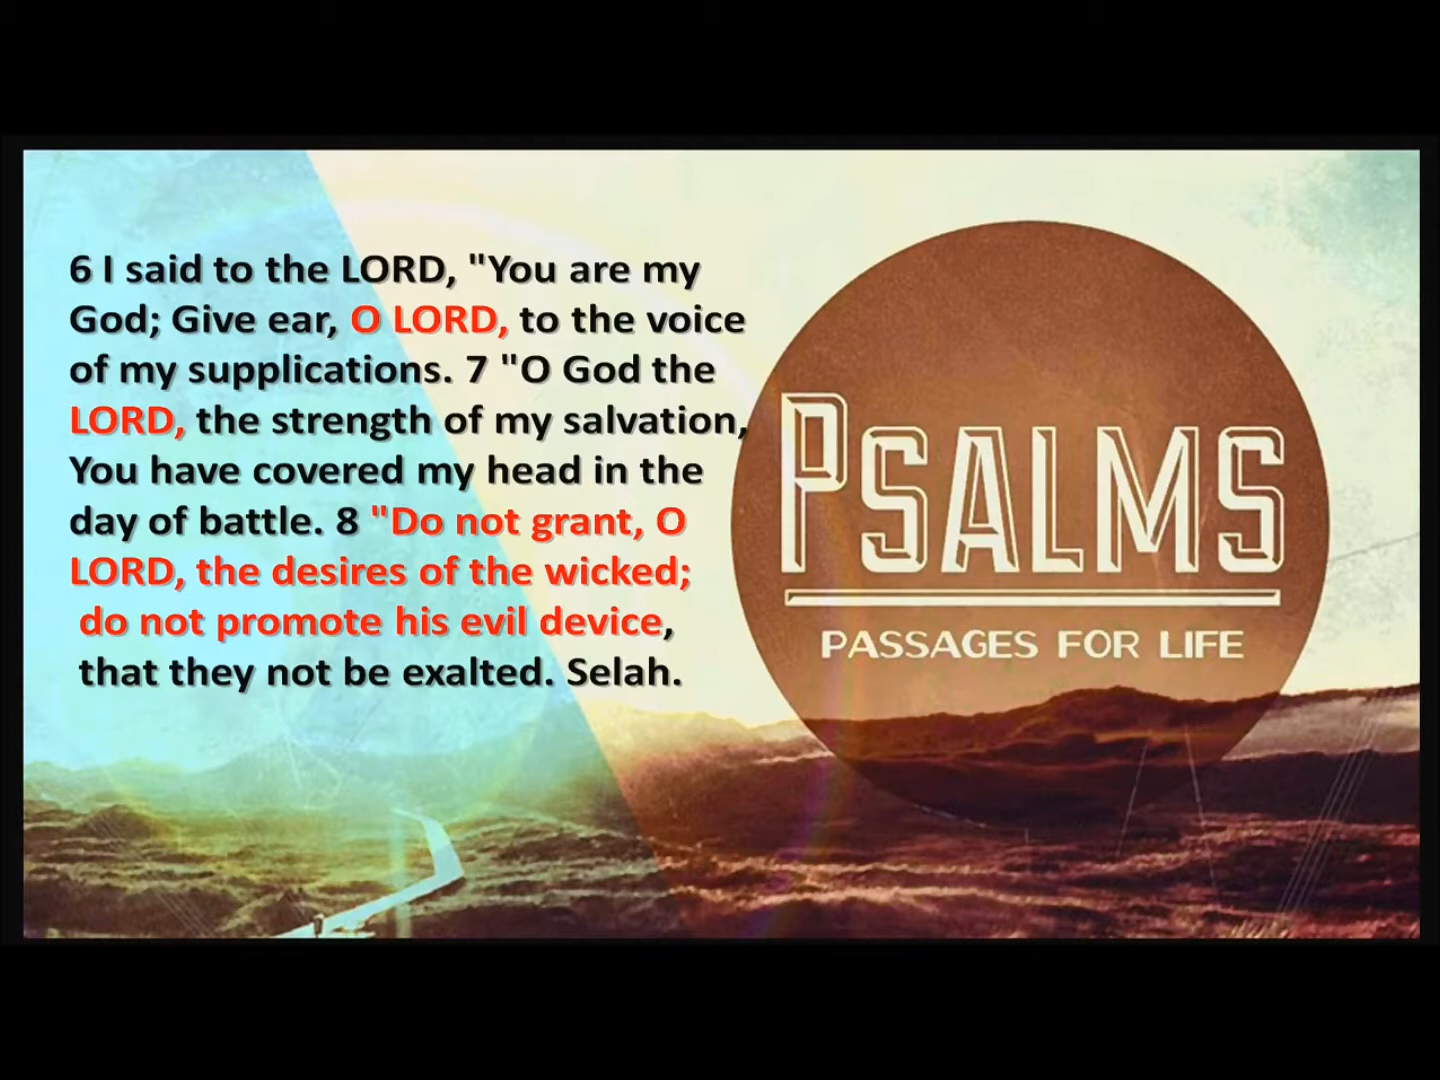 6 I said to the LORD, "You are my
God; Give ear, O LORD, to the voice
of my supplications. 7 "O God the
LORD, the strength of my salvation,
You have covered my head in the
day of battle. 8 "Do not grant, O
LORD, the desires of the wicked;
do not promote his evil device,
that they not be exalted. Selah.
PSALMS
PASSAGES FOR LIFE